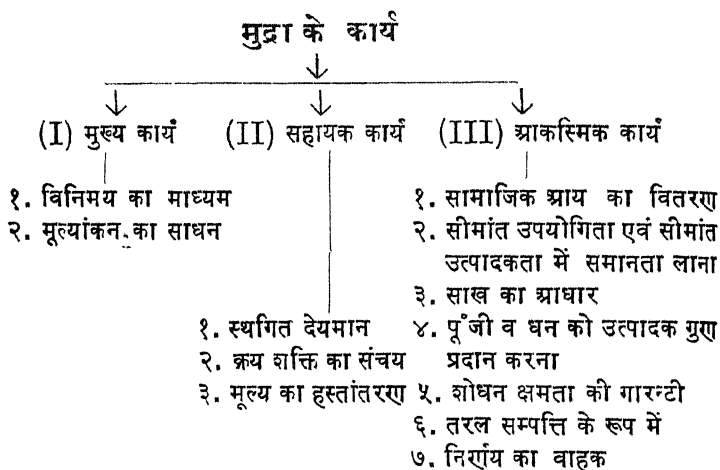 मुद्रा के कार्य
(I) मुख्य कार्य
(II) सहायक कार्य
(III) आकस्मिक कार्य
१. विनिमय का माध्यम
२. मूल्यांकन का साधन
१. स्थगित देयमान
२. क्रय शक्ति का संचय
३. मूल्य का हस्तांतरण
१. सामाजिक आय का वितरण
२. सीमांत उपयोगिता एवं सीमांत
उत्पादकता में समानता लाना
३. साख का आधार
४. पूँजी व धन को उत्पादक गुण
प्रदान करना
५. शोधन क्षमता की गारन्टी
६. तरल सम्पत्ति के रूप में
७. निर्णय का वाहक